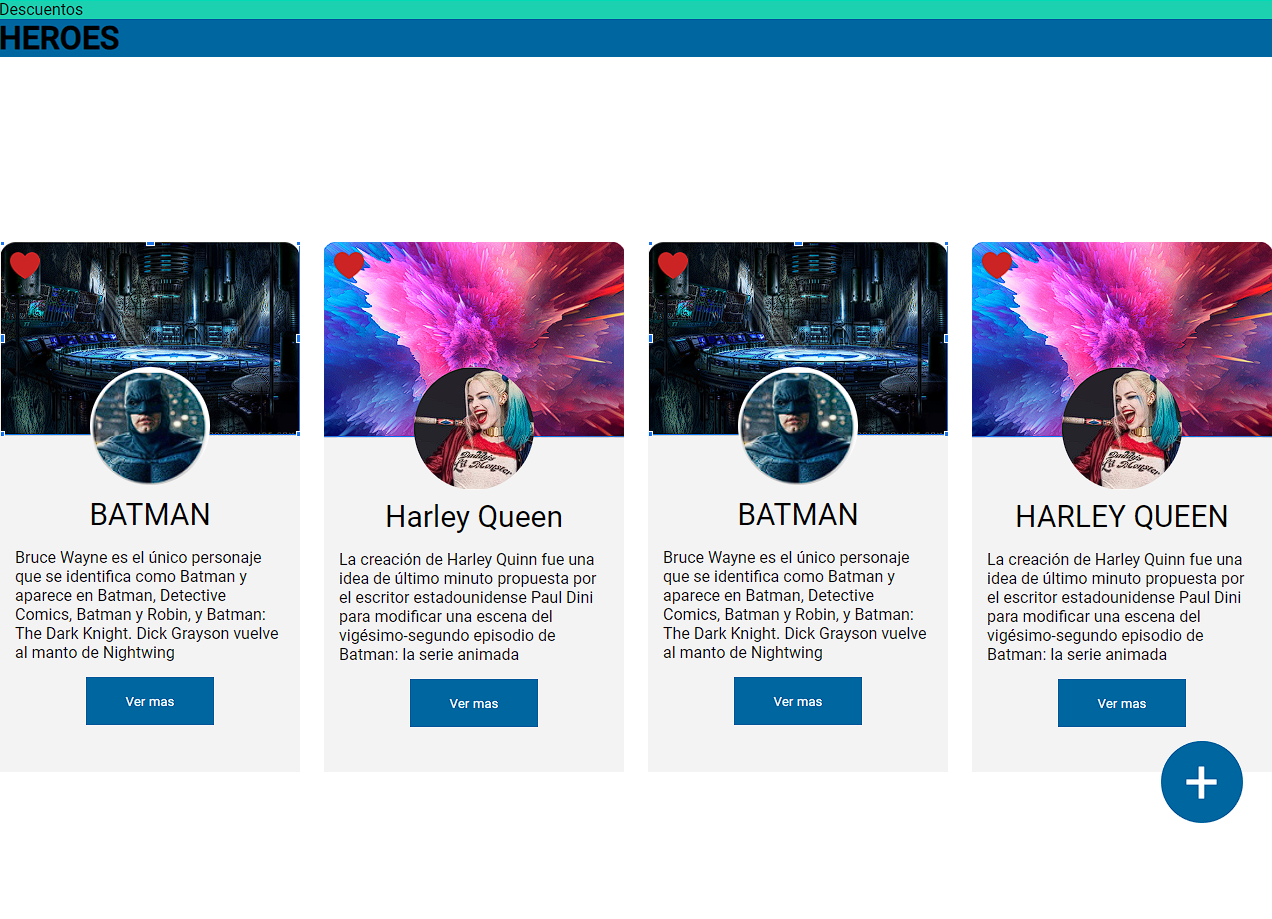 Descuentos
HEROES
BATMAN
Bruce Wayne es el único personaje
que se identifica como Batman y
aparece en Batman, Detective
Comics, Batman y Robin, y Batman:
The Dark Knight. Dick Grayson vuelve
al manto de Nightwing
Ver mas
Daddy's
Lil Monster
Harley Queen
La creación de Harley Quinn fue una
idea de último minuto propuesta por
el escritor estadounidense Paul Dini
para modificar una escena del
vigésimo-segundo episodio de
Batman: la serie animada
Ver mas
BATMAN
Bruce Wayne es el único personaje
que se identifica como Batman y
aparece en Batman, Detective
Comics, Batman y Robin, y Batman:
The Dark Knight. Dick Grayson vuelve
al manto de Nightwing
Ver mas
Daddy's
Lil Monster
HARLEY QUEEN
La creación de Harley Quinn fue una
idea de último minuto propuesta por
el escritor estadounidense Paul Dini
para modificar una escena del
vigésimo-segundo episodio de
Batman: la serie animada
Ver mas
+